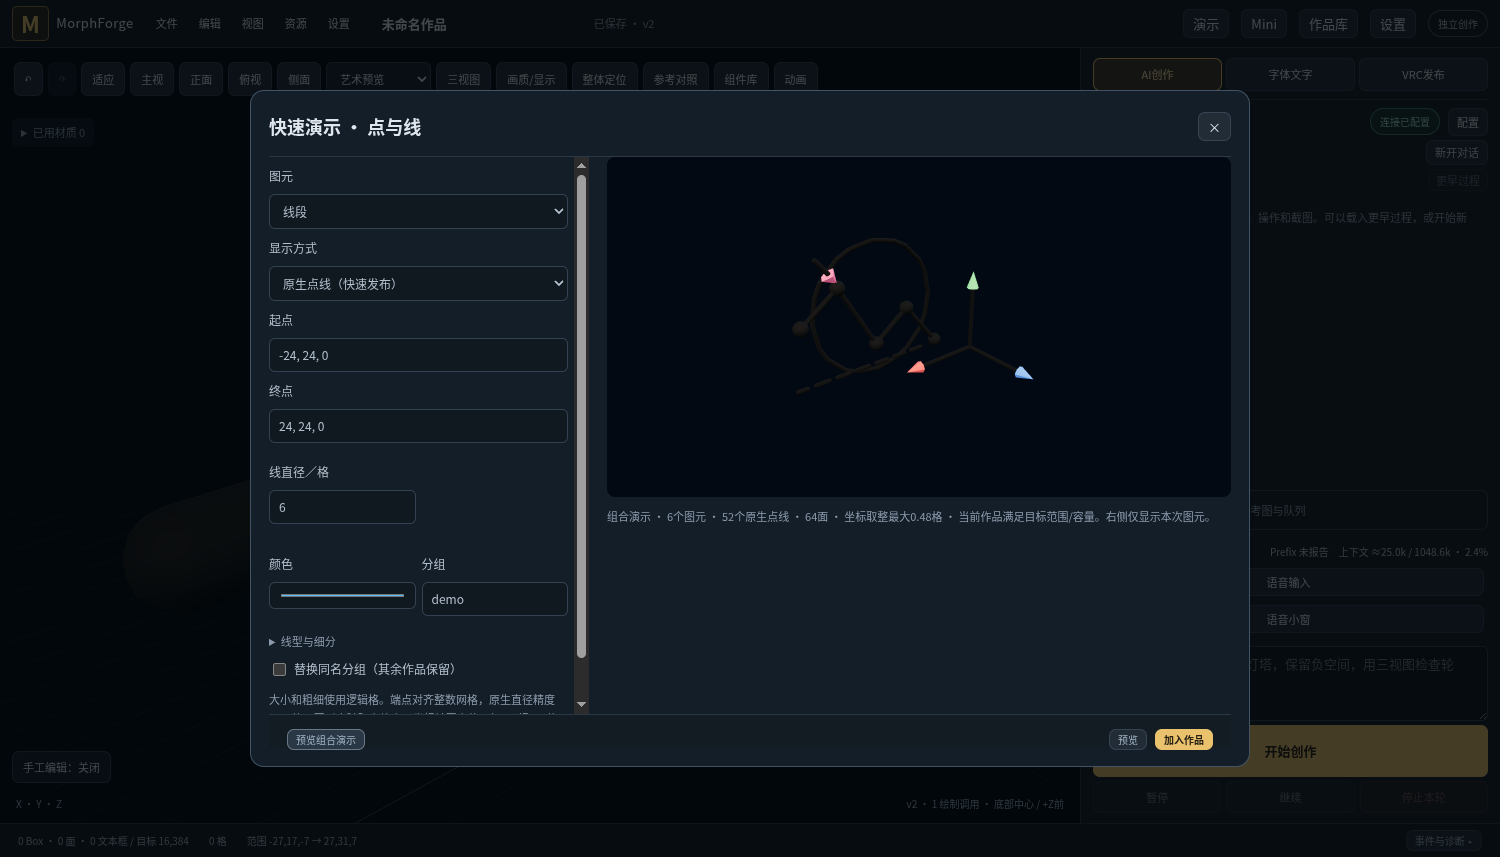 M MorphForge 文件 编辑 视图 资源 设置 未命名作品 已保存 · v2 演示 Mini 作品库 设置 独立创作
适应 主视 正面 俯视 侧面 艺术预览 三视图 画质/显示 整体定位 参考对照 组件库 动画
AI创作 字体文字 VRC发布
▶ 已用材质 0
连接已配置 配置
新开对话
更早过程
操作和截图。可以载入更早过程，或开始新
快速演示 · 点与线 ×
图元
线段
显示方式
原生点线（快速发布）
起点
-24, 24, 0
终点
24, 24, 0
线直径／格
6
颜色 分组
demo
▶ 线型与细分
替换同名分组（其余作品保留）
大小和粗细使用逻辑格。端点对齐整数网格，原生直径精度
组合演示 · 6个图元 · 52个原生点线 · 64面 · 坐标取整最大0.48格 · 当前作品满足目标范围/容量。右侧仅显示本次图元。
预览组合演示 预览 加入作品
考图与队列
Prefix 未报告 上下文 ≈25.0k / 1048.6k · 2.4%
语音输入
语音小窗
灯塔，保留负空间，用三视图检查轮
开始创作
暂停 继续 停止本轮
手工编辑：关闭
X · Y · Z
v2 · 1 绘制调用 · 底部中心 / +Z前
0 Box · 0 面 · 0 文本框 / 目标 16,384 0 格 范围 -27,17,-7 → 27,31,7
事件与诊断